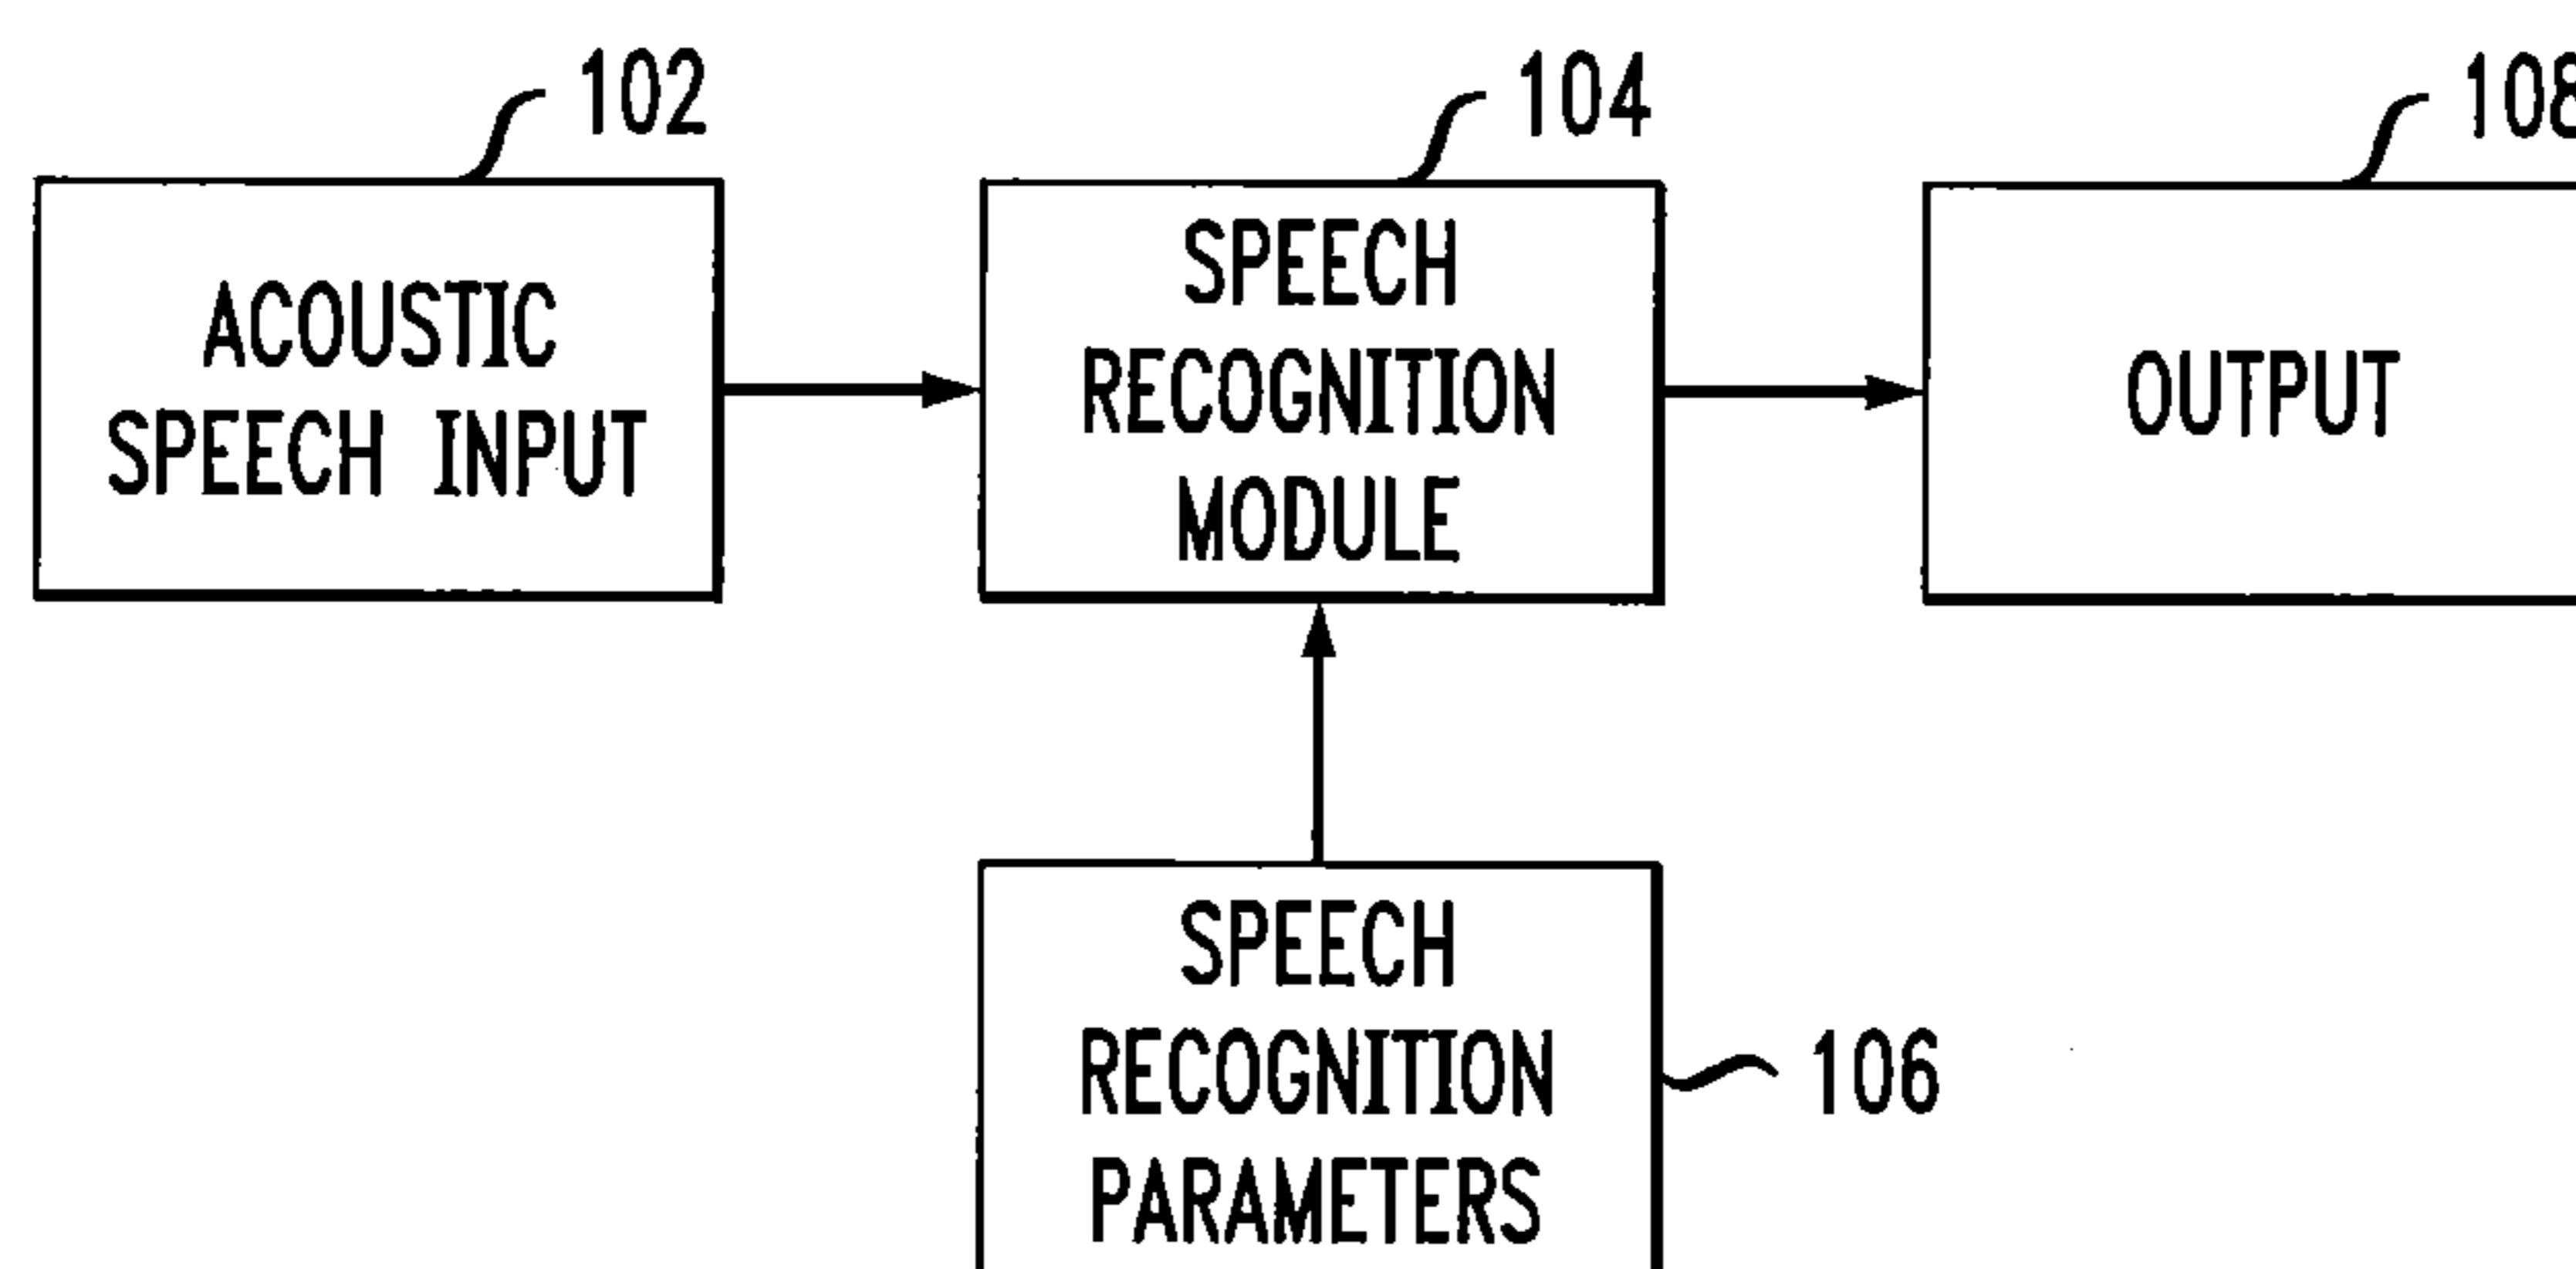 102
104
108
ACOUSTIC
SPEECH INPUT
SPEECH
RECOGNITION
MODULE
OUTPUT
SPEECH
RECOGNITION
PARAMETERS
106